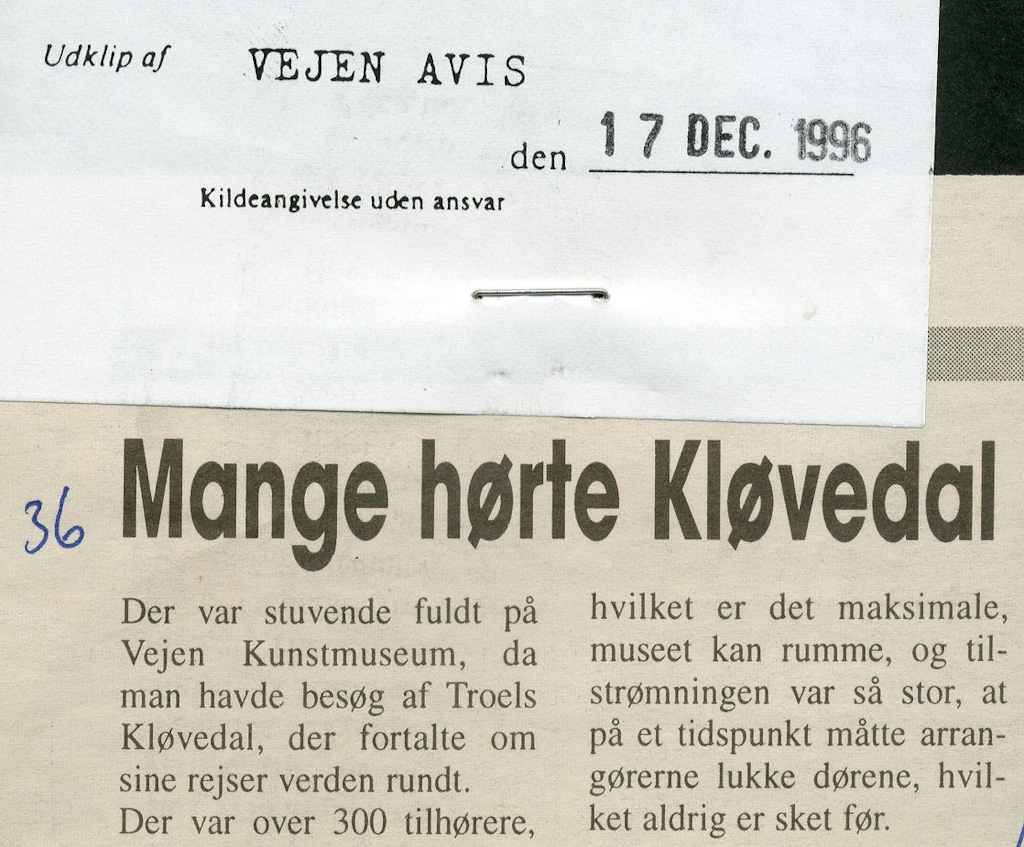 Udklip af VEJEN AVIS
den 17 DEC. 1996
Kildeangivelse uden ansvar
36
Mange hørte Kløvedal
Der var stuvende fuldt på
Vejen Kunstmuseum, da
man havde besøg af Troels
Kløvedal, der fortalte om
sine rejser verden rundt.
Der var over 300 tilhørere,
hvilket er det maksimale,
museet kan rumme, og til-
strømningen var så stor, at
på et tidspunkt måtte arran-
gørerne lukke dørene, hvil-
ket aldrig er sket før.